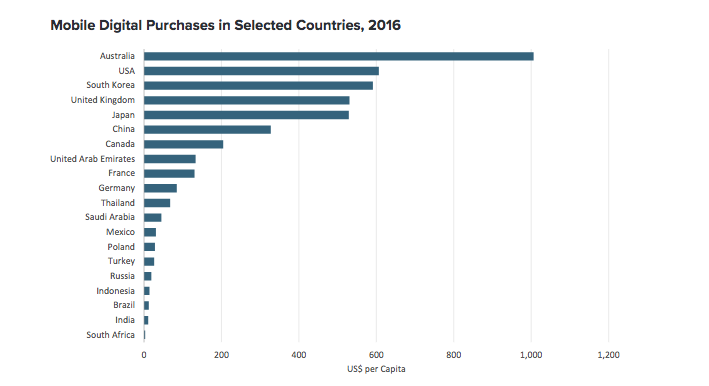 Mobile Digital Purchases in Selected Countries, 2016
Australia
USA
South Korea
United Kingdom
Japan
China
Canada
United Arab Emirates
France
Germany
Thailand
Saudi Arabia
Mexico
Poland
Turkey
Russia
Indonesia
Brazil
India
South Africa
0 200 400 600 800 1,000 1,200
US$ per Capita